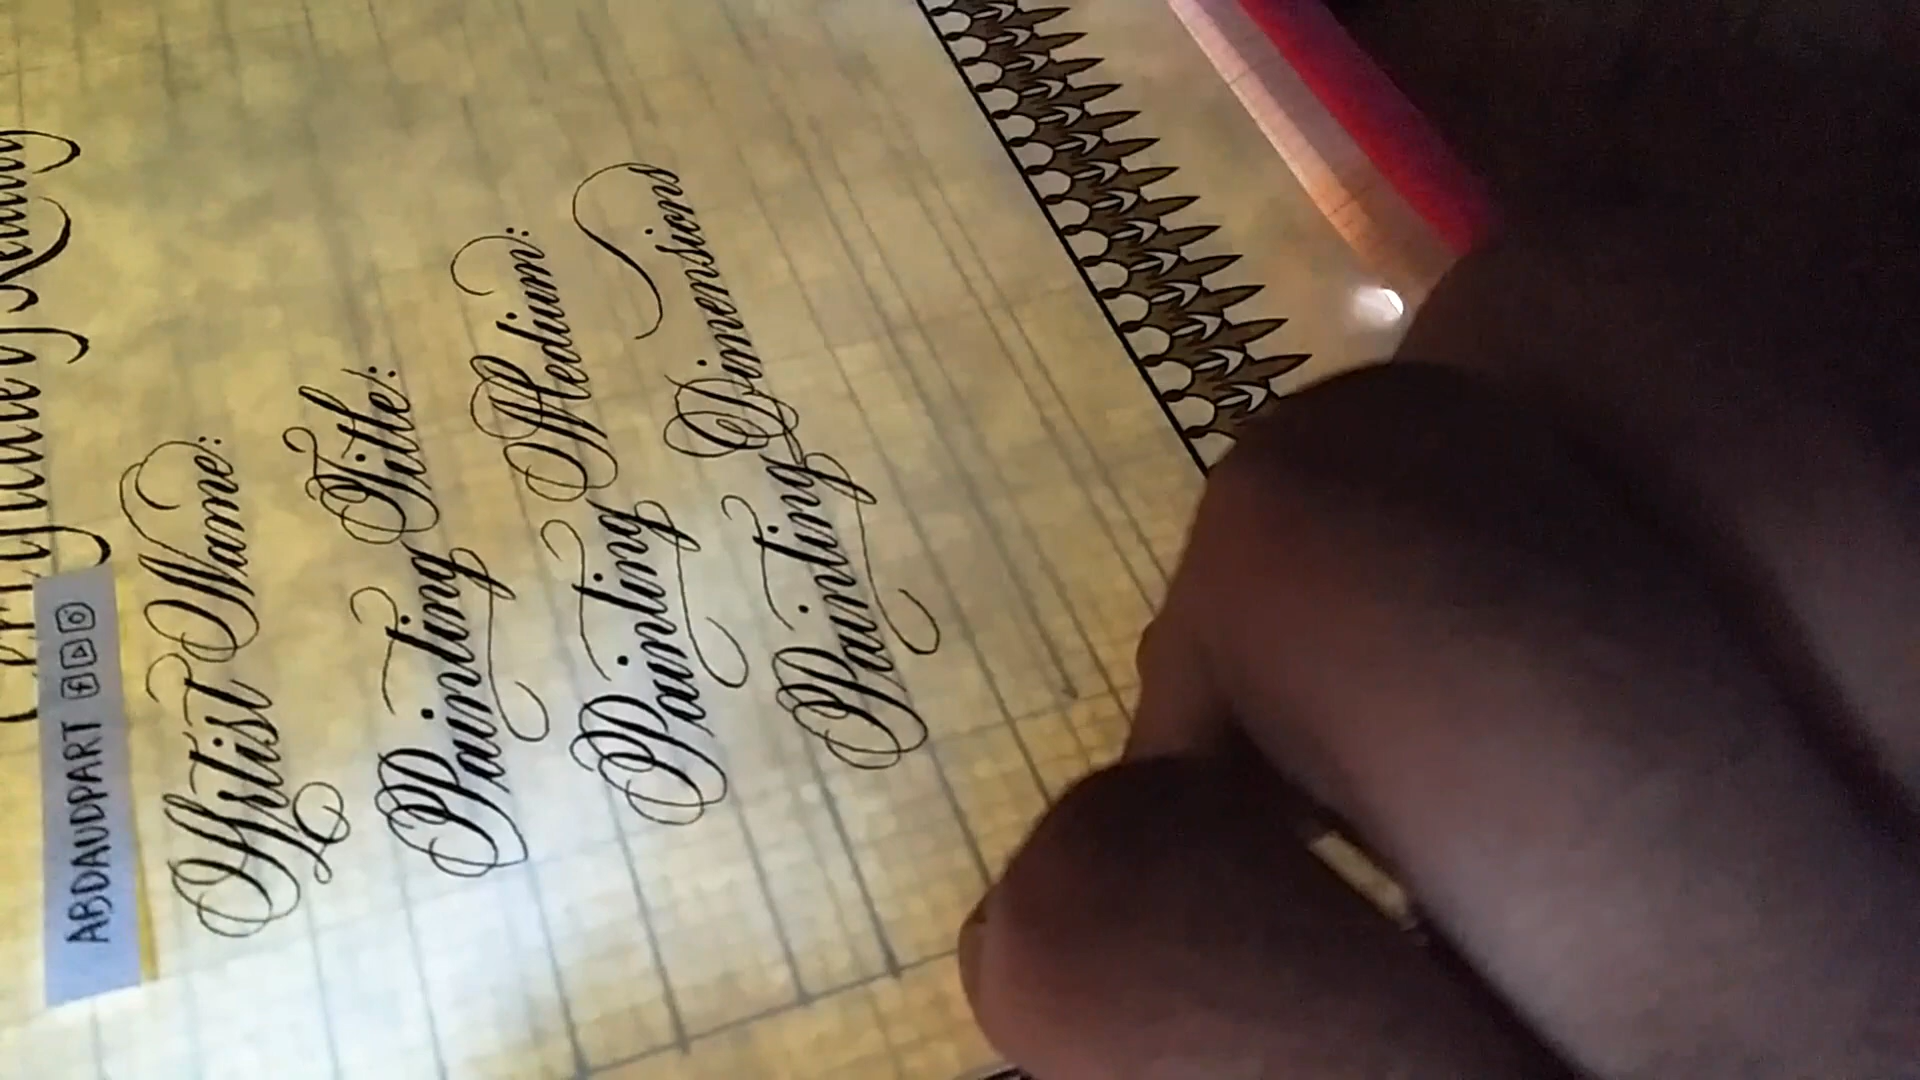 ABDAUDPART
Artist Name:
Painting Title:
Painting Medium:
Painting Dimensions